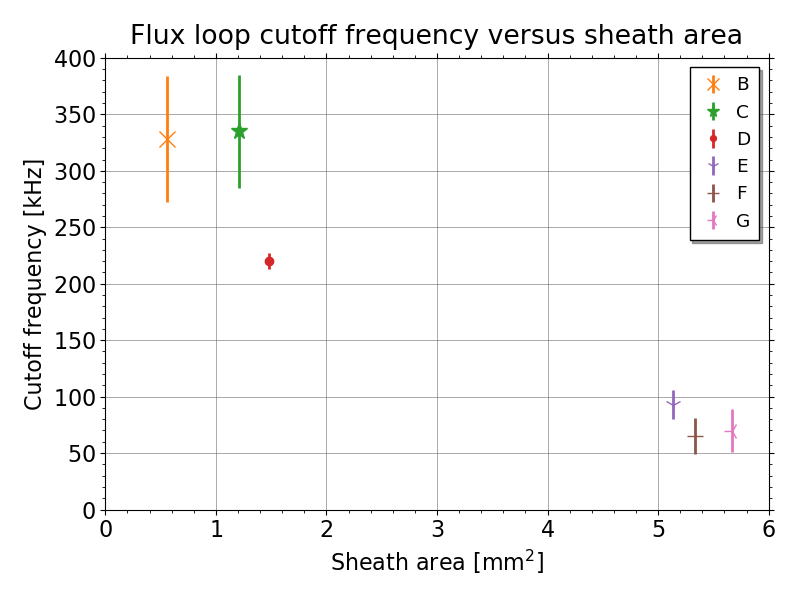 Flux loop cutoff frequency versus sheath area
Cutoff frequency [kHz]
400
350
300
250
200
150
100
50
0
0 1 2 3 4 5 6
Sheath area [mm²]
B
C
D
E
F
G